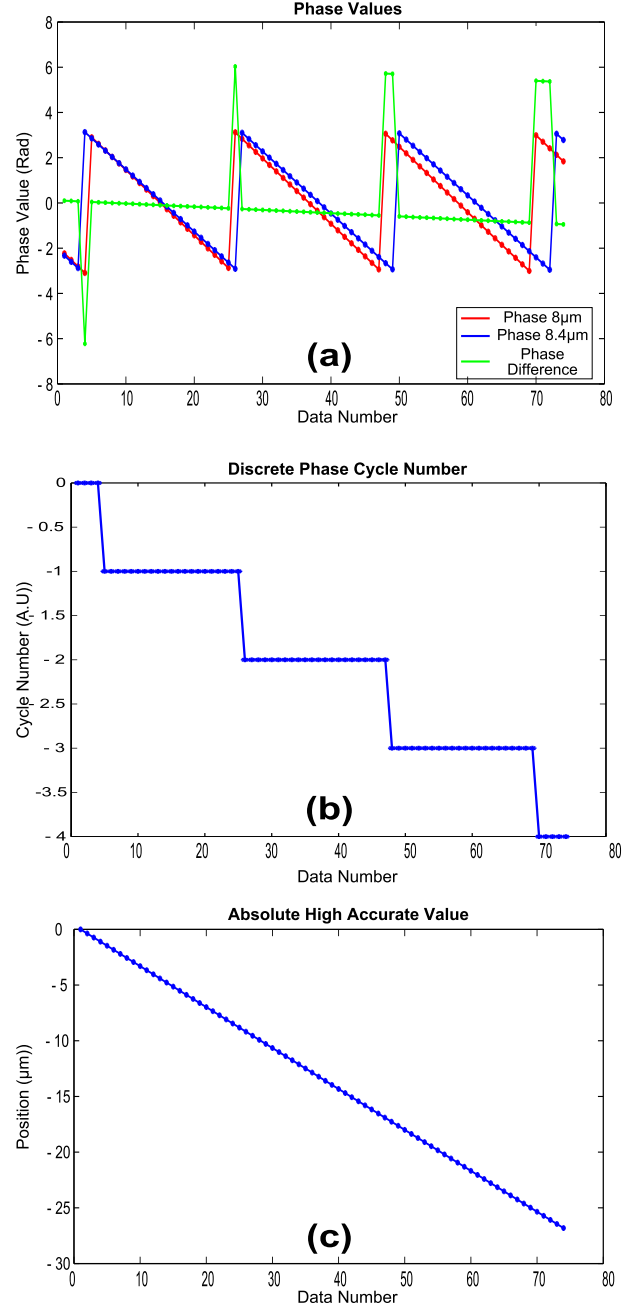 Phase Values
8
6
4
2
0
- 2
- 4
- 6
- 8
Phase Value (Rad)
Phase 8µm
Phase 8.4µm
Phase
Difference
(a)
0 10 20 30 40 50 60 70 80
Data Number
Discrete Phase Cycle Number
0
- 0.5
-1
- 1.5
- 2
- 2.5
- 3
-3.5
- 4
Cycle Number (A.U))
(b)
0 10 20 30 40 50 60 70 80
Data Number
Absolute High Accurate Value
0
- 5
- 10
- 15
- 20
- 25
- 30
Position (µm))
(c)
0 10 20 30 40 50 60 70 80
Data Number